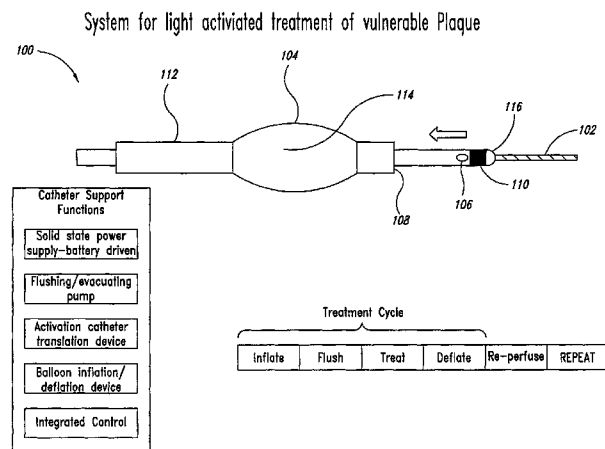 System for light activiated treatment of vulnerable Plaque
100
112
104
114
116
102
106
110
108
Catheter Support
Functions
Solid state power
supply-battery driven
Flushing/evacuating
pump
Activation catheter
translation device
Balloon inflation/
deflation device
Integrated Control
Treatment Cycle
Inflate Flush Treat Deflate Re-perfuse REPEAT